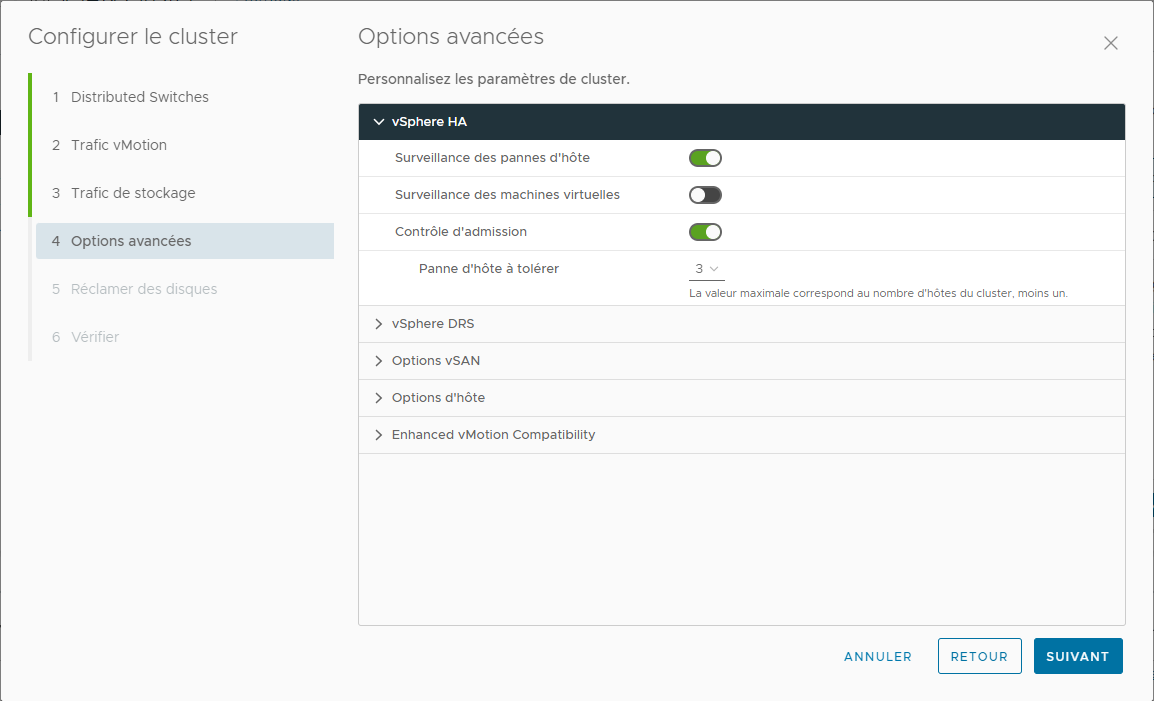 Configurer le cluster
1 Distributed Switches
2 Trafic vMotion
3 Trafic de stockage
4 Options avancées
5 Réclamer des disques
6 Vérifier
Options avancées
Personnalisez les paramètres de cluster.
vSphere HA
Surveillance des pannes d'hôte
Surveillance des machines virtuelles
Contrôle d'admission
Panne d'hôte à tolérer 3
La valeur maximale correspond au nombre d'hôtes du cluster, moins un.
vSphere DRS
Options vSAN
Options d'hôte
Enhanced vMotion Compatibility
ANNULER RETOUR SUIVANT